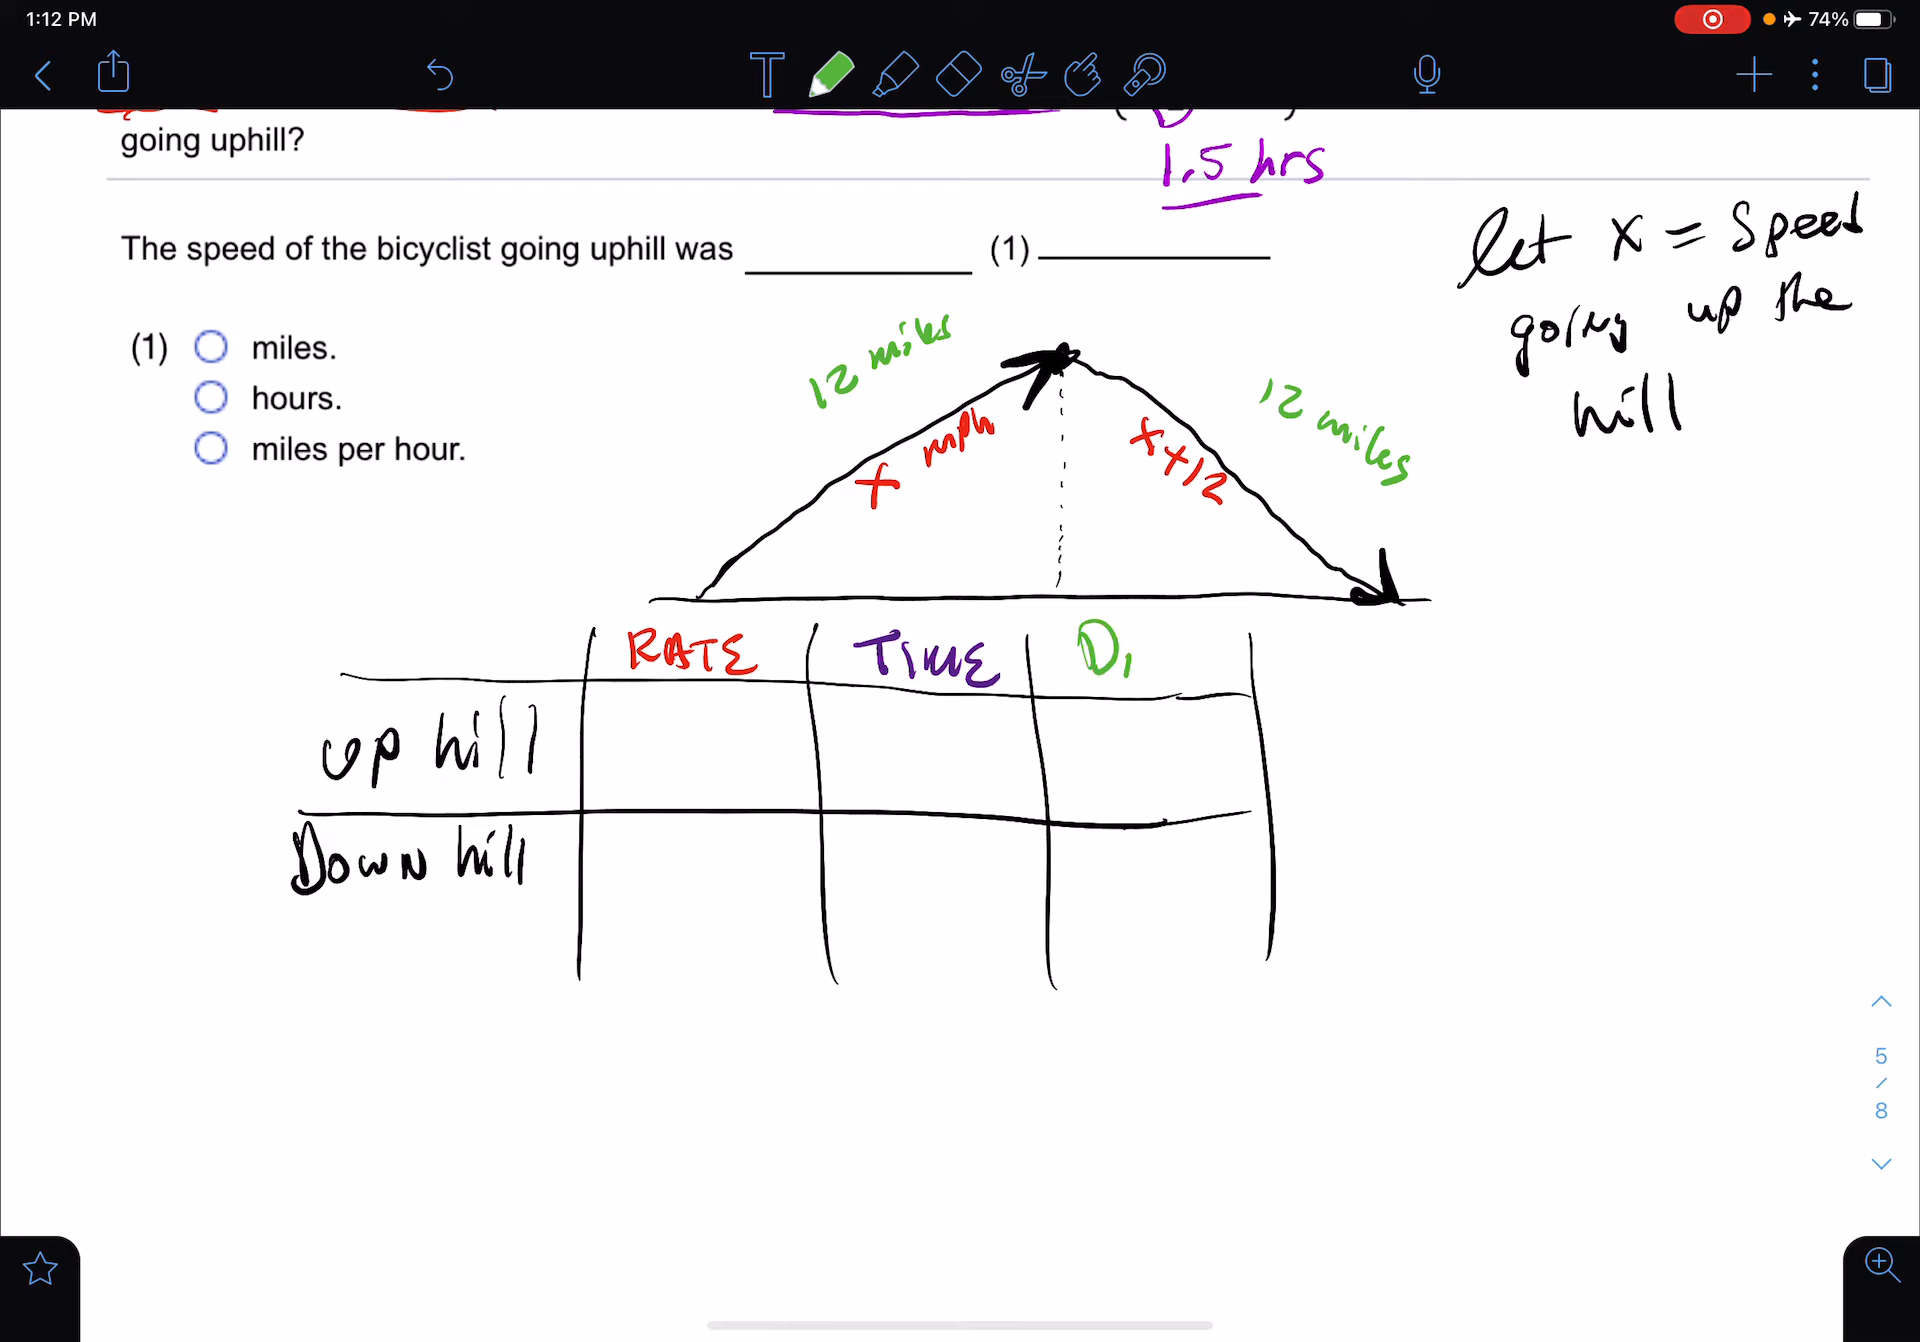 1:12 PM
74%
T
going uphill?
1.5 hrs
The speed of the bicyclist going uphill was ____________ (1) ____________
let x = Speed
going up the
hill
(1) miles.
hours.
miles per hour.
12 miles
12 miles
x mph
x+12
RATE TIME D,
up hill
Down hill
5
/
8